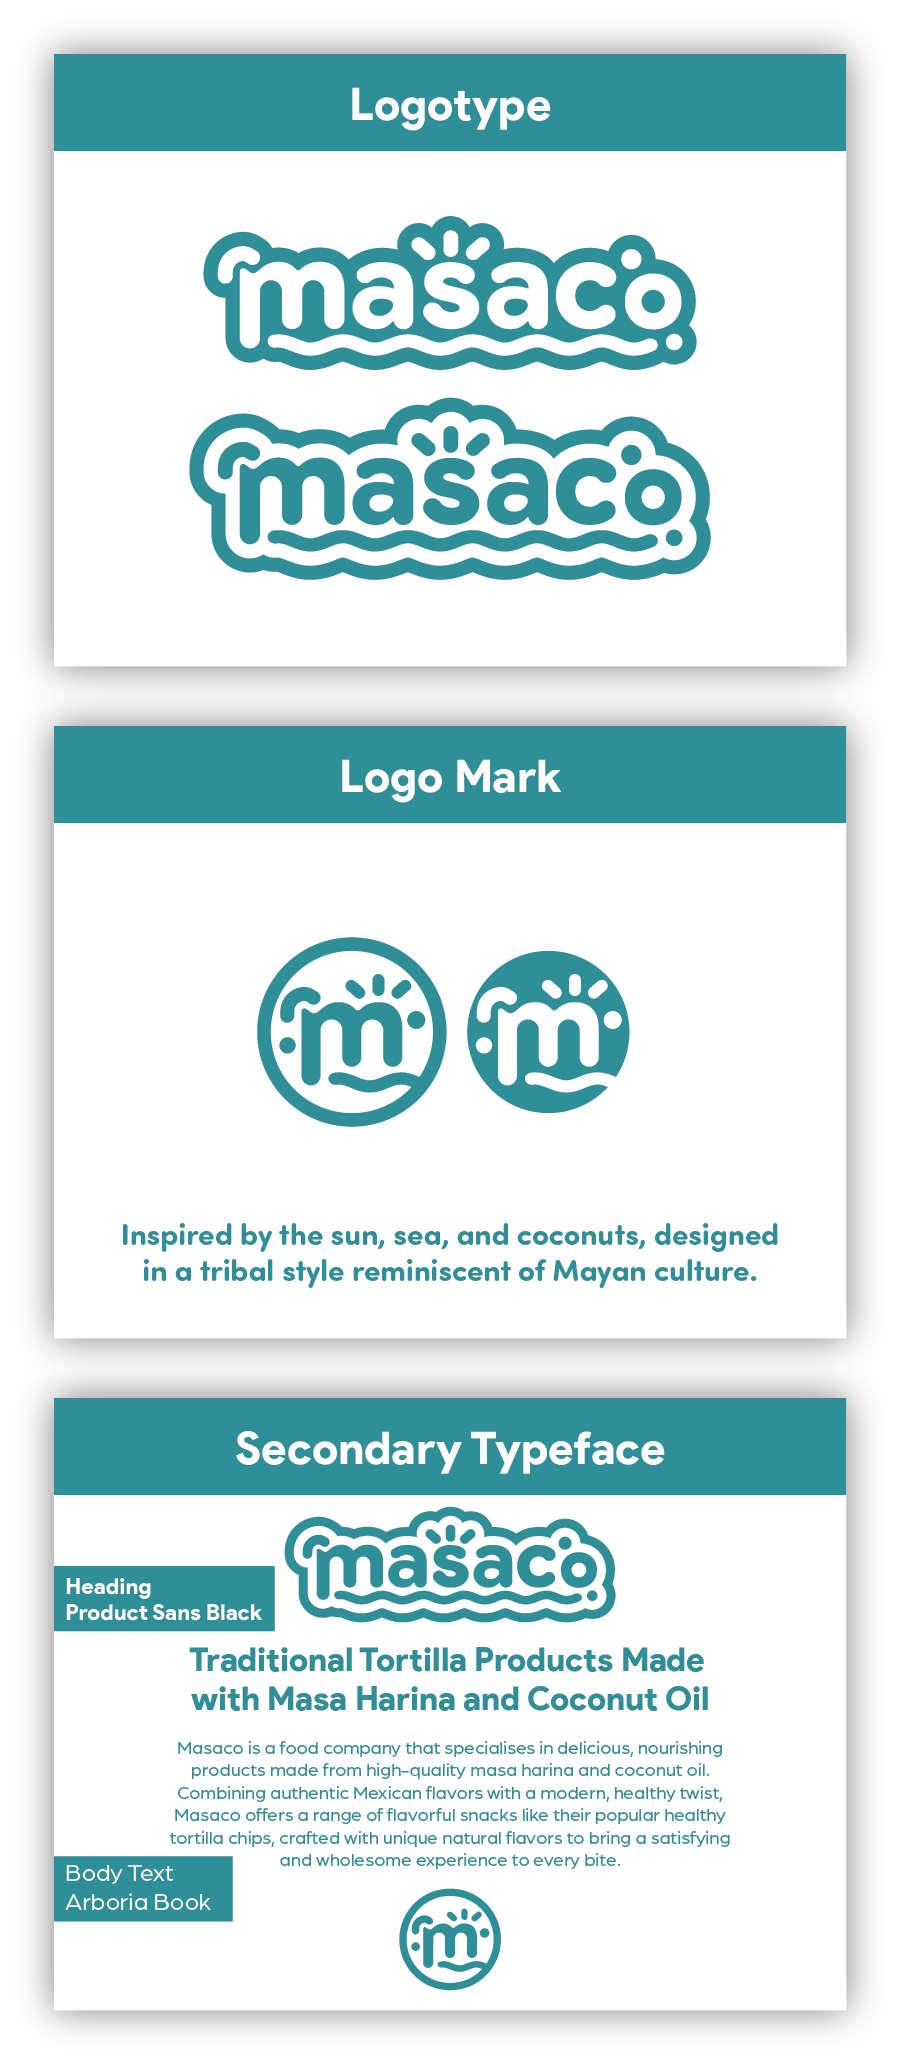 Logotype
masaco
masaco
Logo Mark
m
m
Inspired by the sun, sea, and coconuts, designed
in a tribal style reminiscent of Mayan culture.
Secondary Typeface
masaco
Heading
Product Sans Black
Traditional Tortilla Products Made
with Masa Harina and Coconut Oil
Masaco is a food company that specialises in delicious, nourishing
products made from high-quality masa harina and coconut oil.
Combining authentic Mexican flavors with a modern, healthy twist,
Masaco offers a range of flavorful snacks like their popular healthy
tortilla chips, crafted with unique natural flavors to bring a satisfying
and wholesome experience to every bite.
Body Text
Arboria Book
m